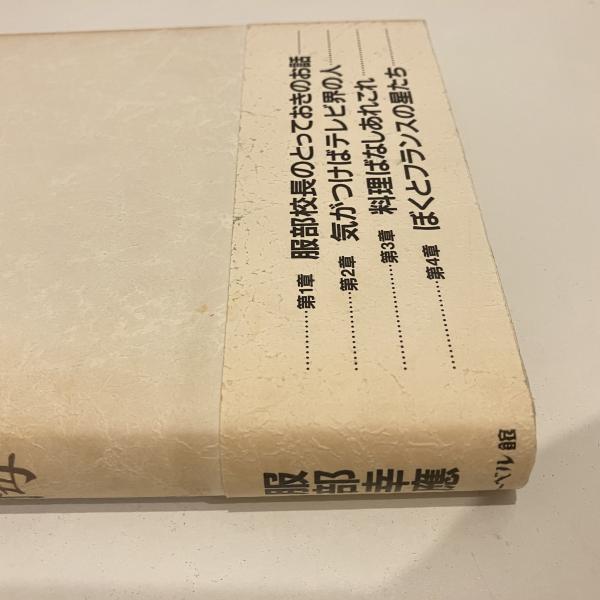 第1章 服部校長のとっておきのお話
第2章 気がつけばテレビ界の人
第3章 料理ばなしあれこれ
第4章 ぼくとフランスの星たち
服部幸應